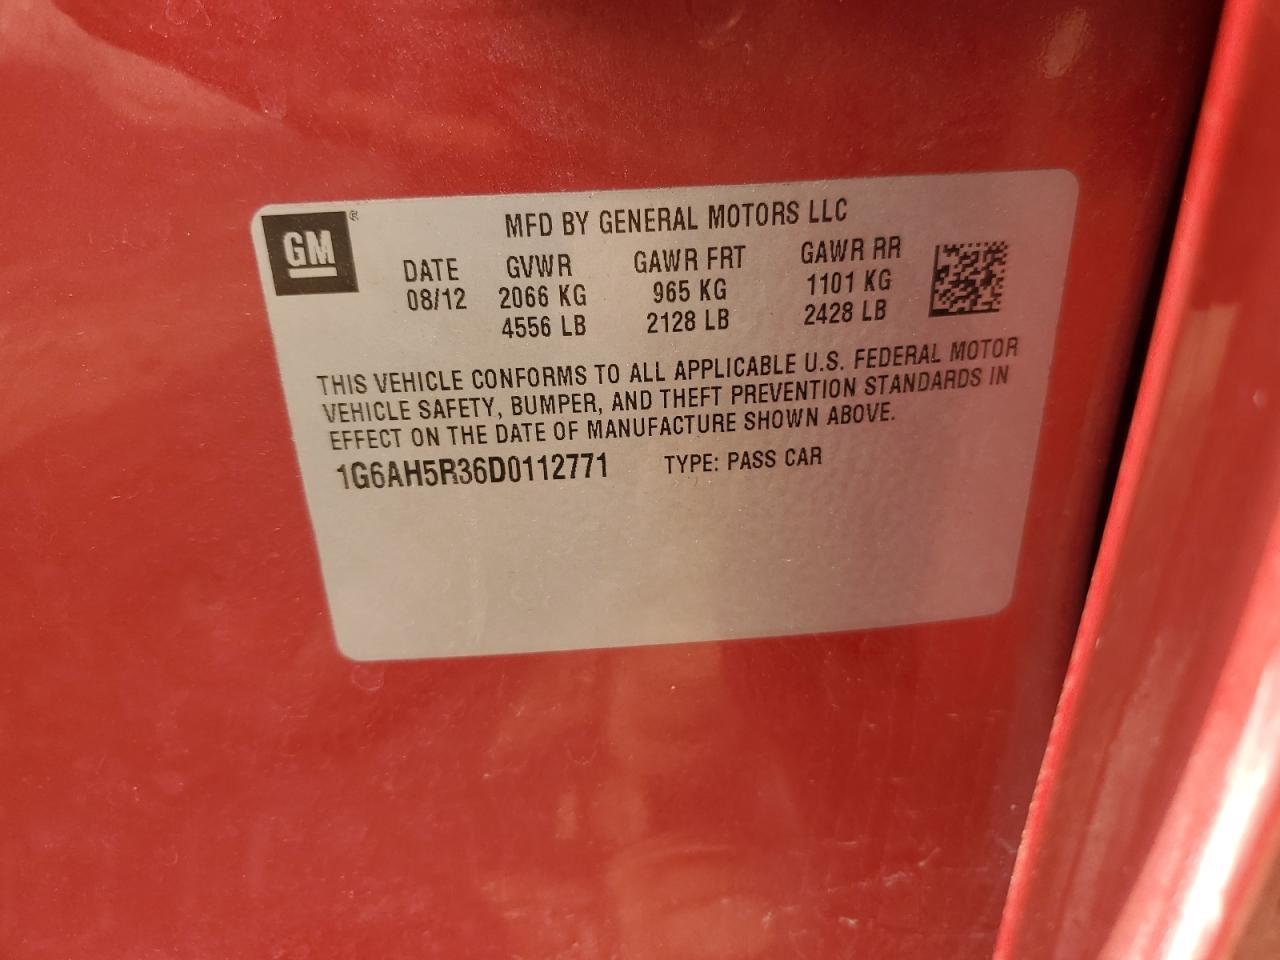 GM®
MFD BY GENERAL MOTORS LLC
DATE GVWR GAWR FRT GAWR RR
08/12 2066 KG 965 KG 1101 KG
4556 LB 2128 LB 2428 LB
THIS VEHICLE CONFORMS TO ALL APPLICABLE U.S. FEDERAL MOTOR
VEHICLE SAFETY, BUMPER, AND THEFT PREVENTION STANDARDS IN
EFFECT ON THE DATE OF MANUFACTURE SHOWN ABOVE.
1G6AH5R36D0112771 TYPE: PASS CAR